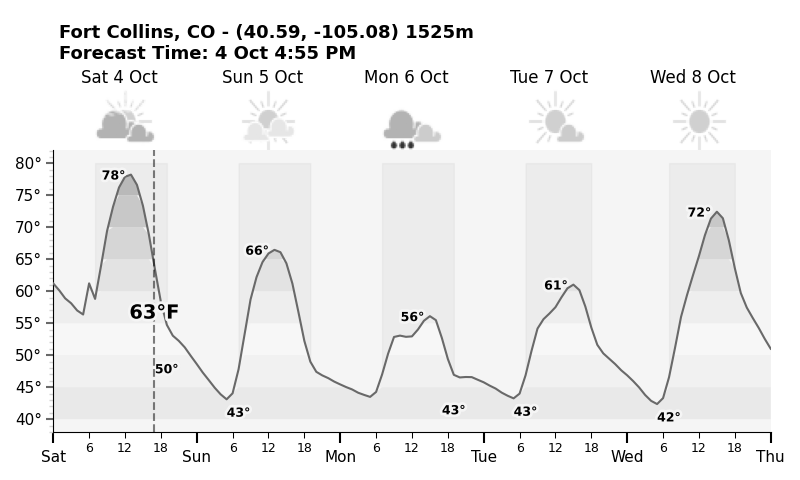 Fort Collins, CO - (40.59, -105.08) 1525m
Forecast Time: 4 Oct 4:55 PM
Sat 4 Oct Sun 5 Oct Mon 6 Oct Tue 7 Oct Wed 8 Oct
80°
78°
75°
72°
70°
66°
65°
61°
60°
63°F
56°
55°
50°
50°
45°
43° 43° 43° 42°
40°
6 12 18 6 12 18 6 12 18 6 12 18 6 12 18
Sat Sun Mon Tue Wed Thu